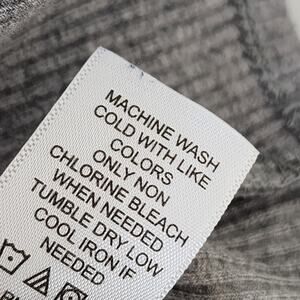 MACHINE WASH
COLD WITH LIKE
COLORS
ONLY NON
CHLORINE BLEACH
WHEN NEEDED
TUMBLE DRY LOW
COOL IRON IF
NEEDED